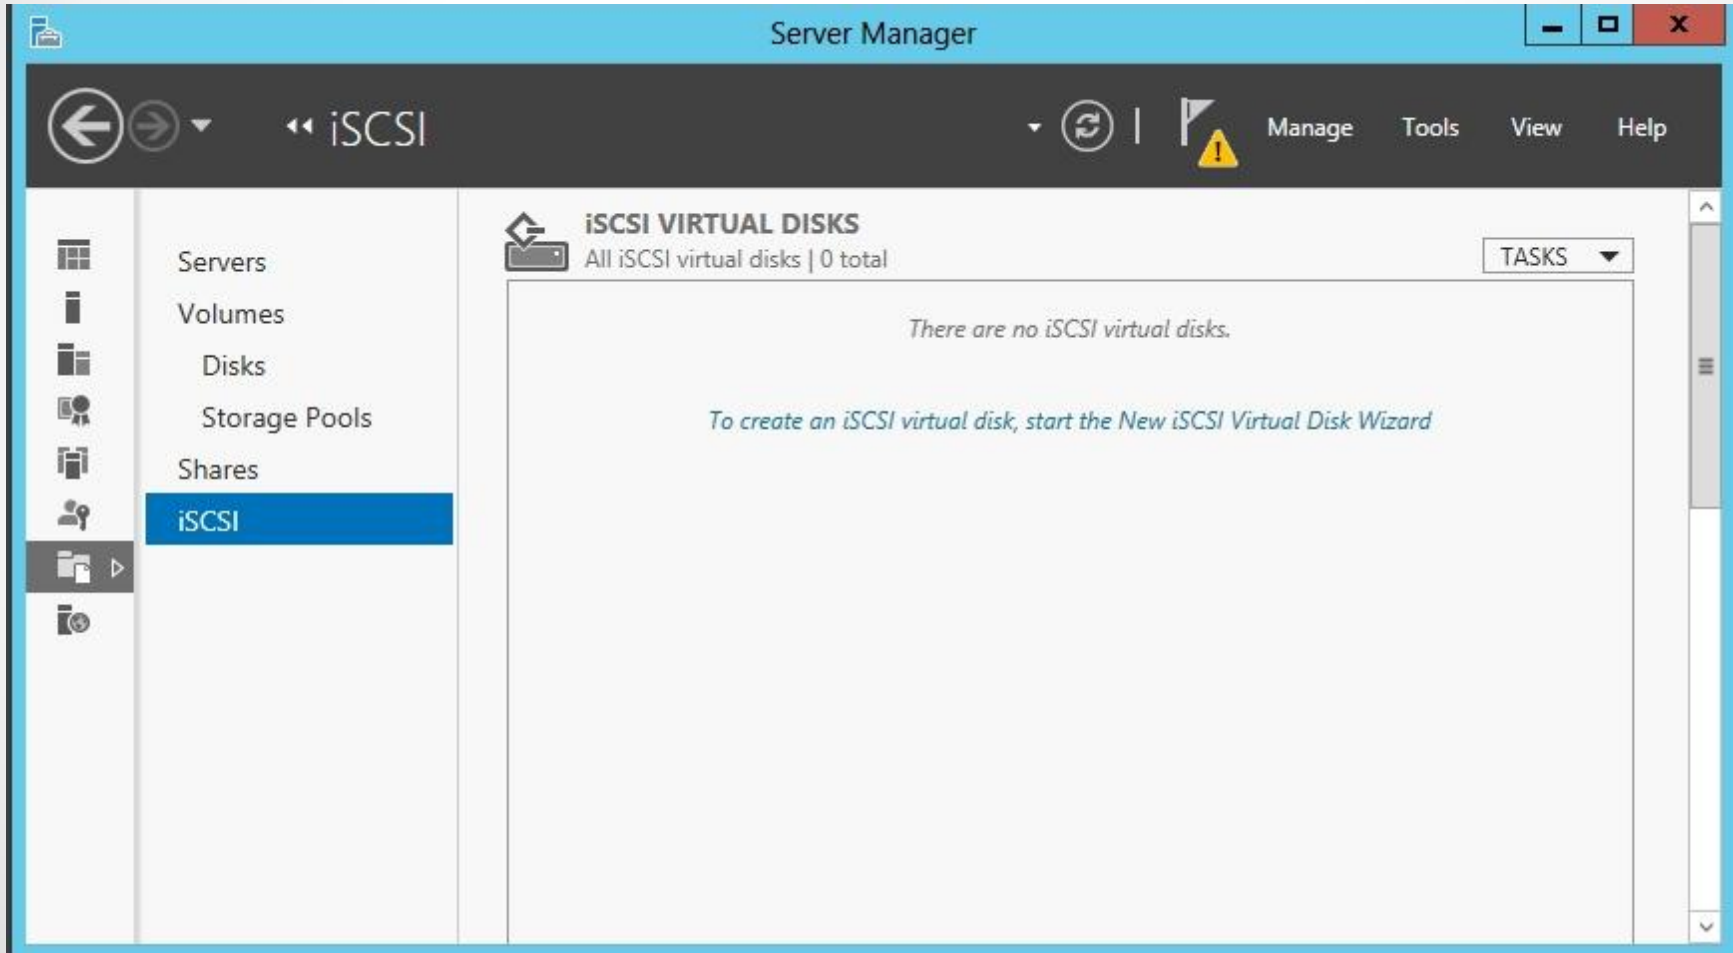 Server Manager
iSCSI
Manage Tools View Help
Servers
Volumes
Disks
Storage Pools
Shares
iSCSI
iSCSI VIRTUAL DISKS
All iSCSI virtual disks | 0 total
TASKS
There are no iSCSI virtual disks.
To create an iSCSI virtual disk, start the New iSCSI Virtual Disk Wizard